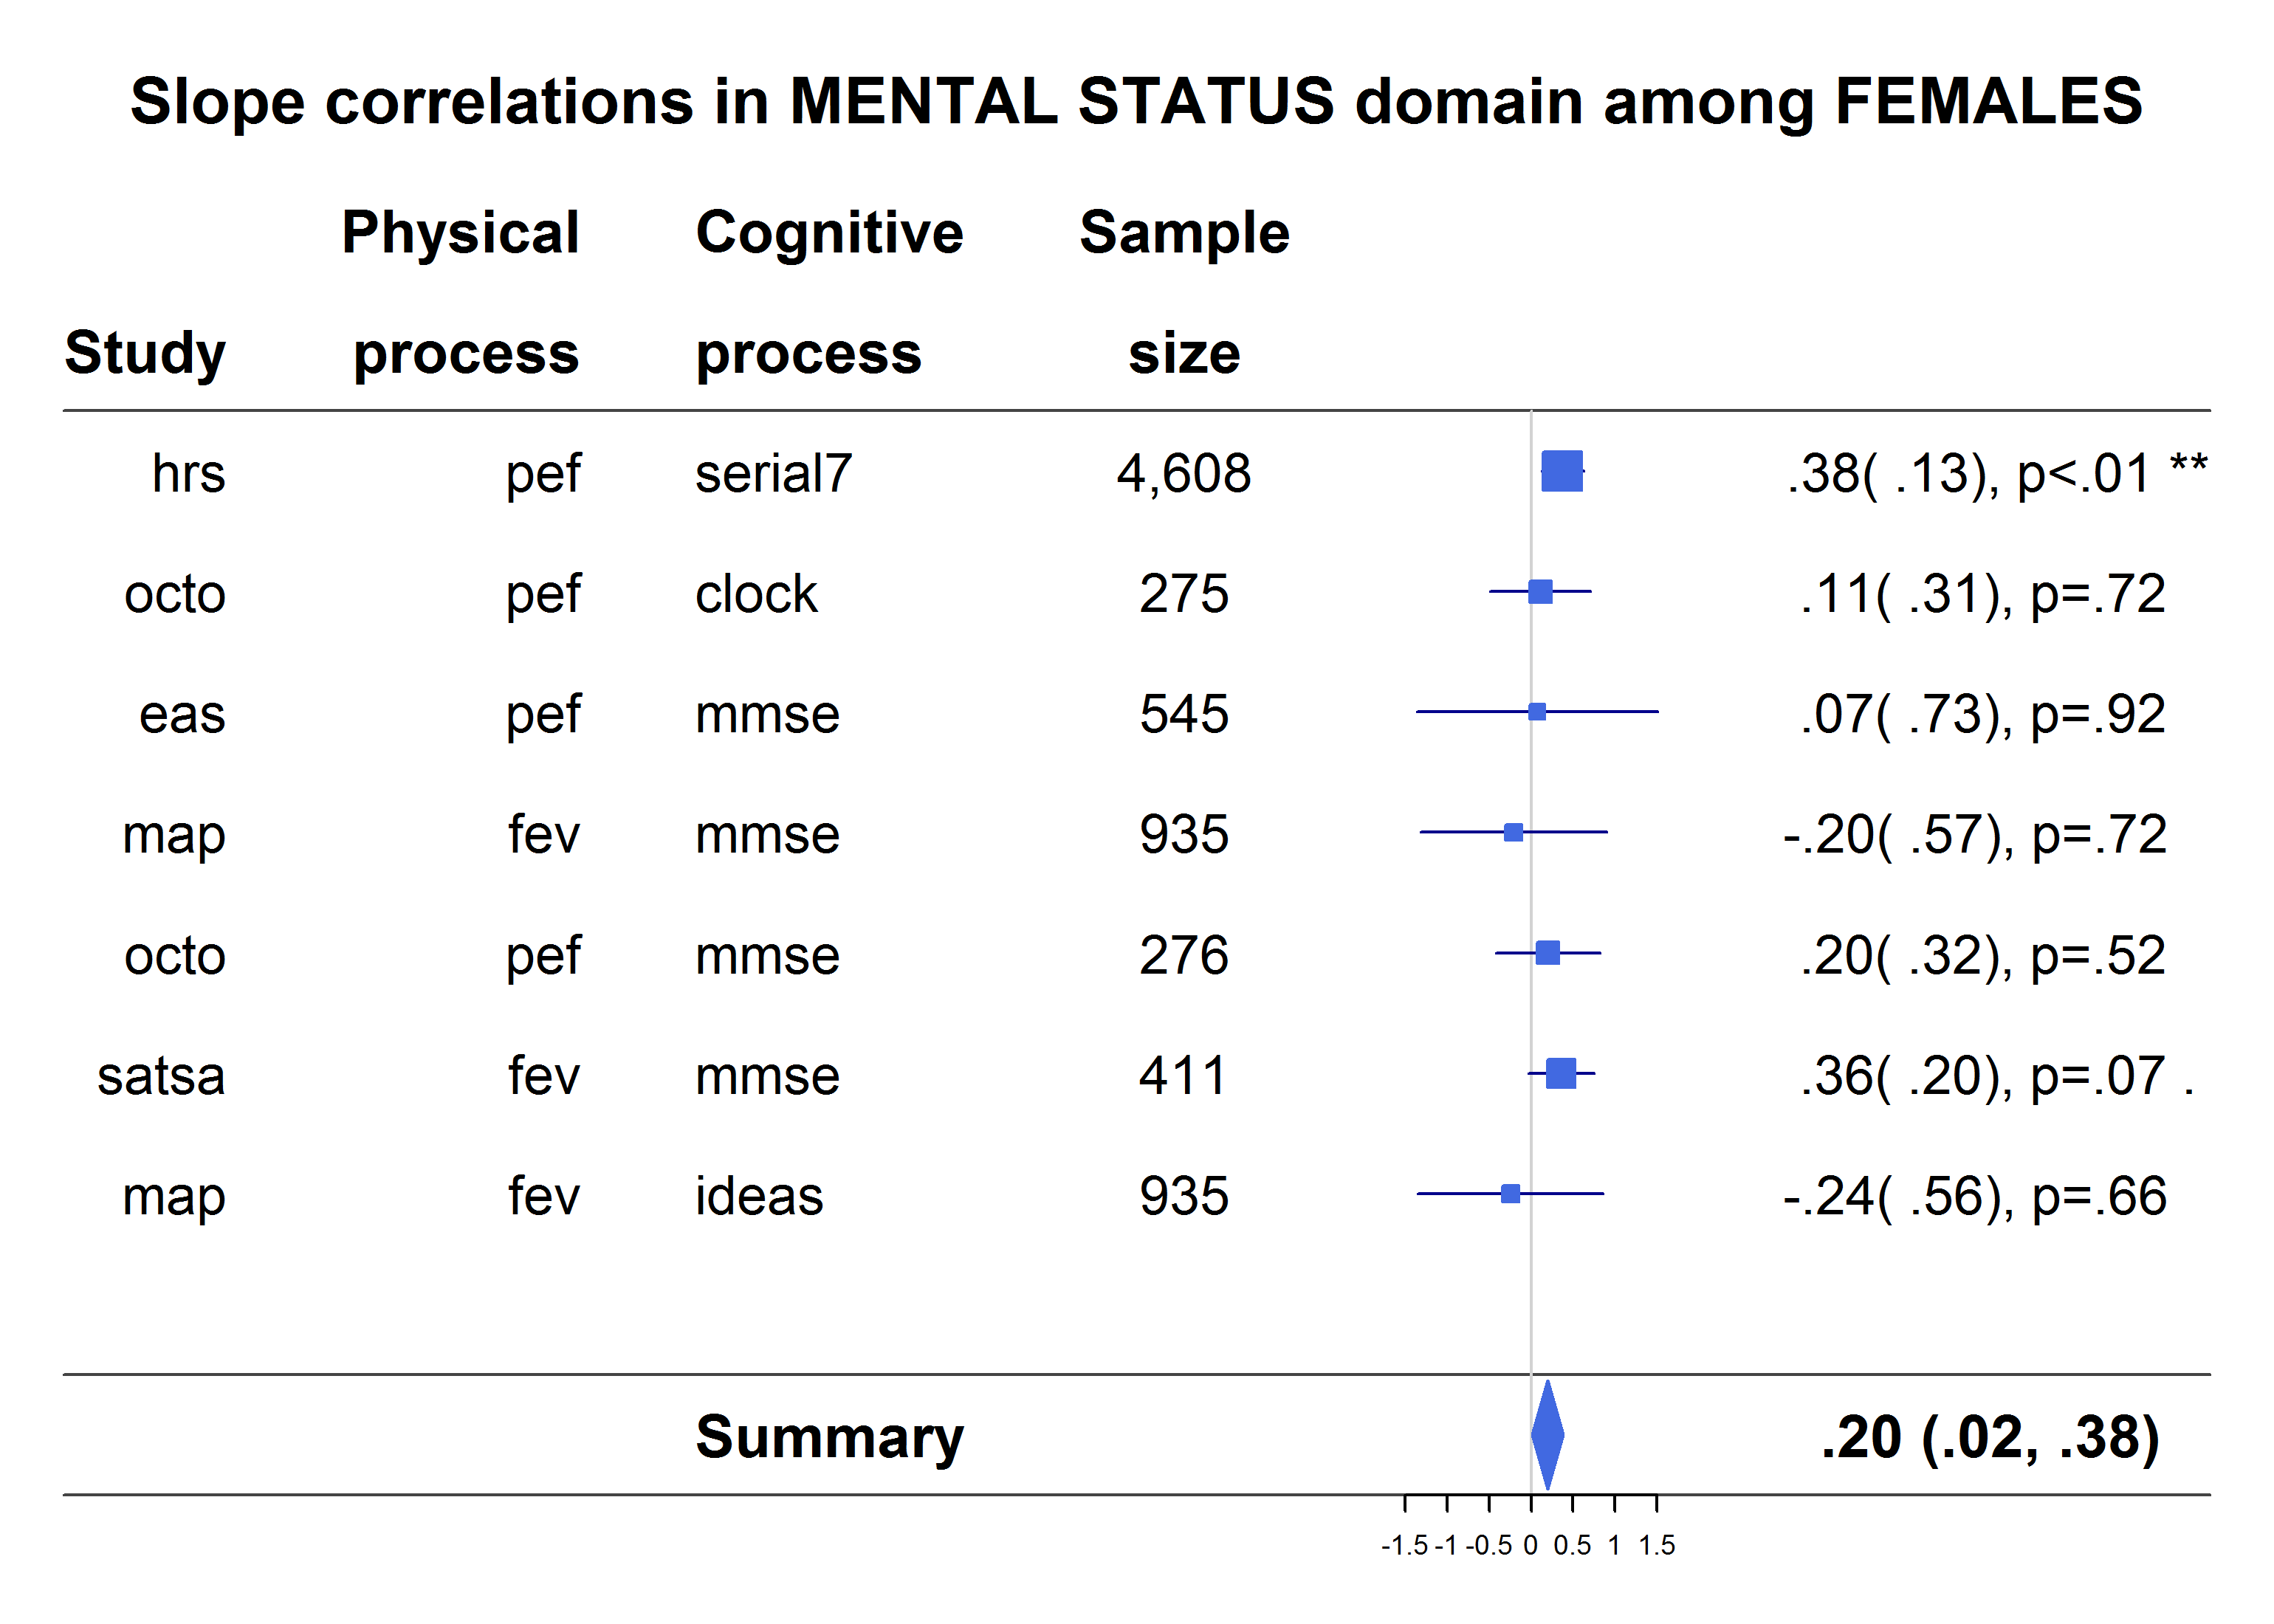 Slope correlations in MENTAL STATUS domain among FEMALES
Physical Cognitive Sample
Study process process size
hrs pef serial7 4,608 .38( .13), p<.01 **
octo pef clock 275 .11( .31), p=.72
eas pef mmse 545 .07( .73), p=.92
map fev mmse 935 -.20( .57), p=.72
octo pef mmse 276 .20( .32), p=.52
satsa fev mmse 411 .36( .20), p=.07 .
map fev ideas 935 -.24( .56), p=.66
Summary .20 (.02, .38)
-1.5 -1 -0.5 0 0.5 1 1.5